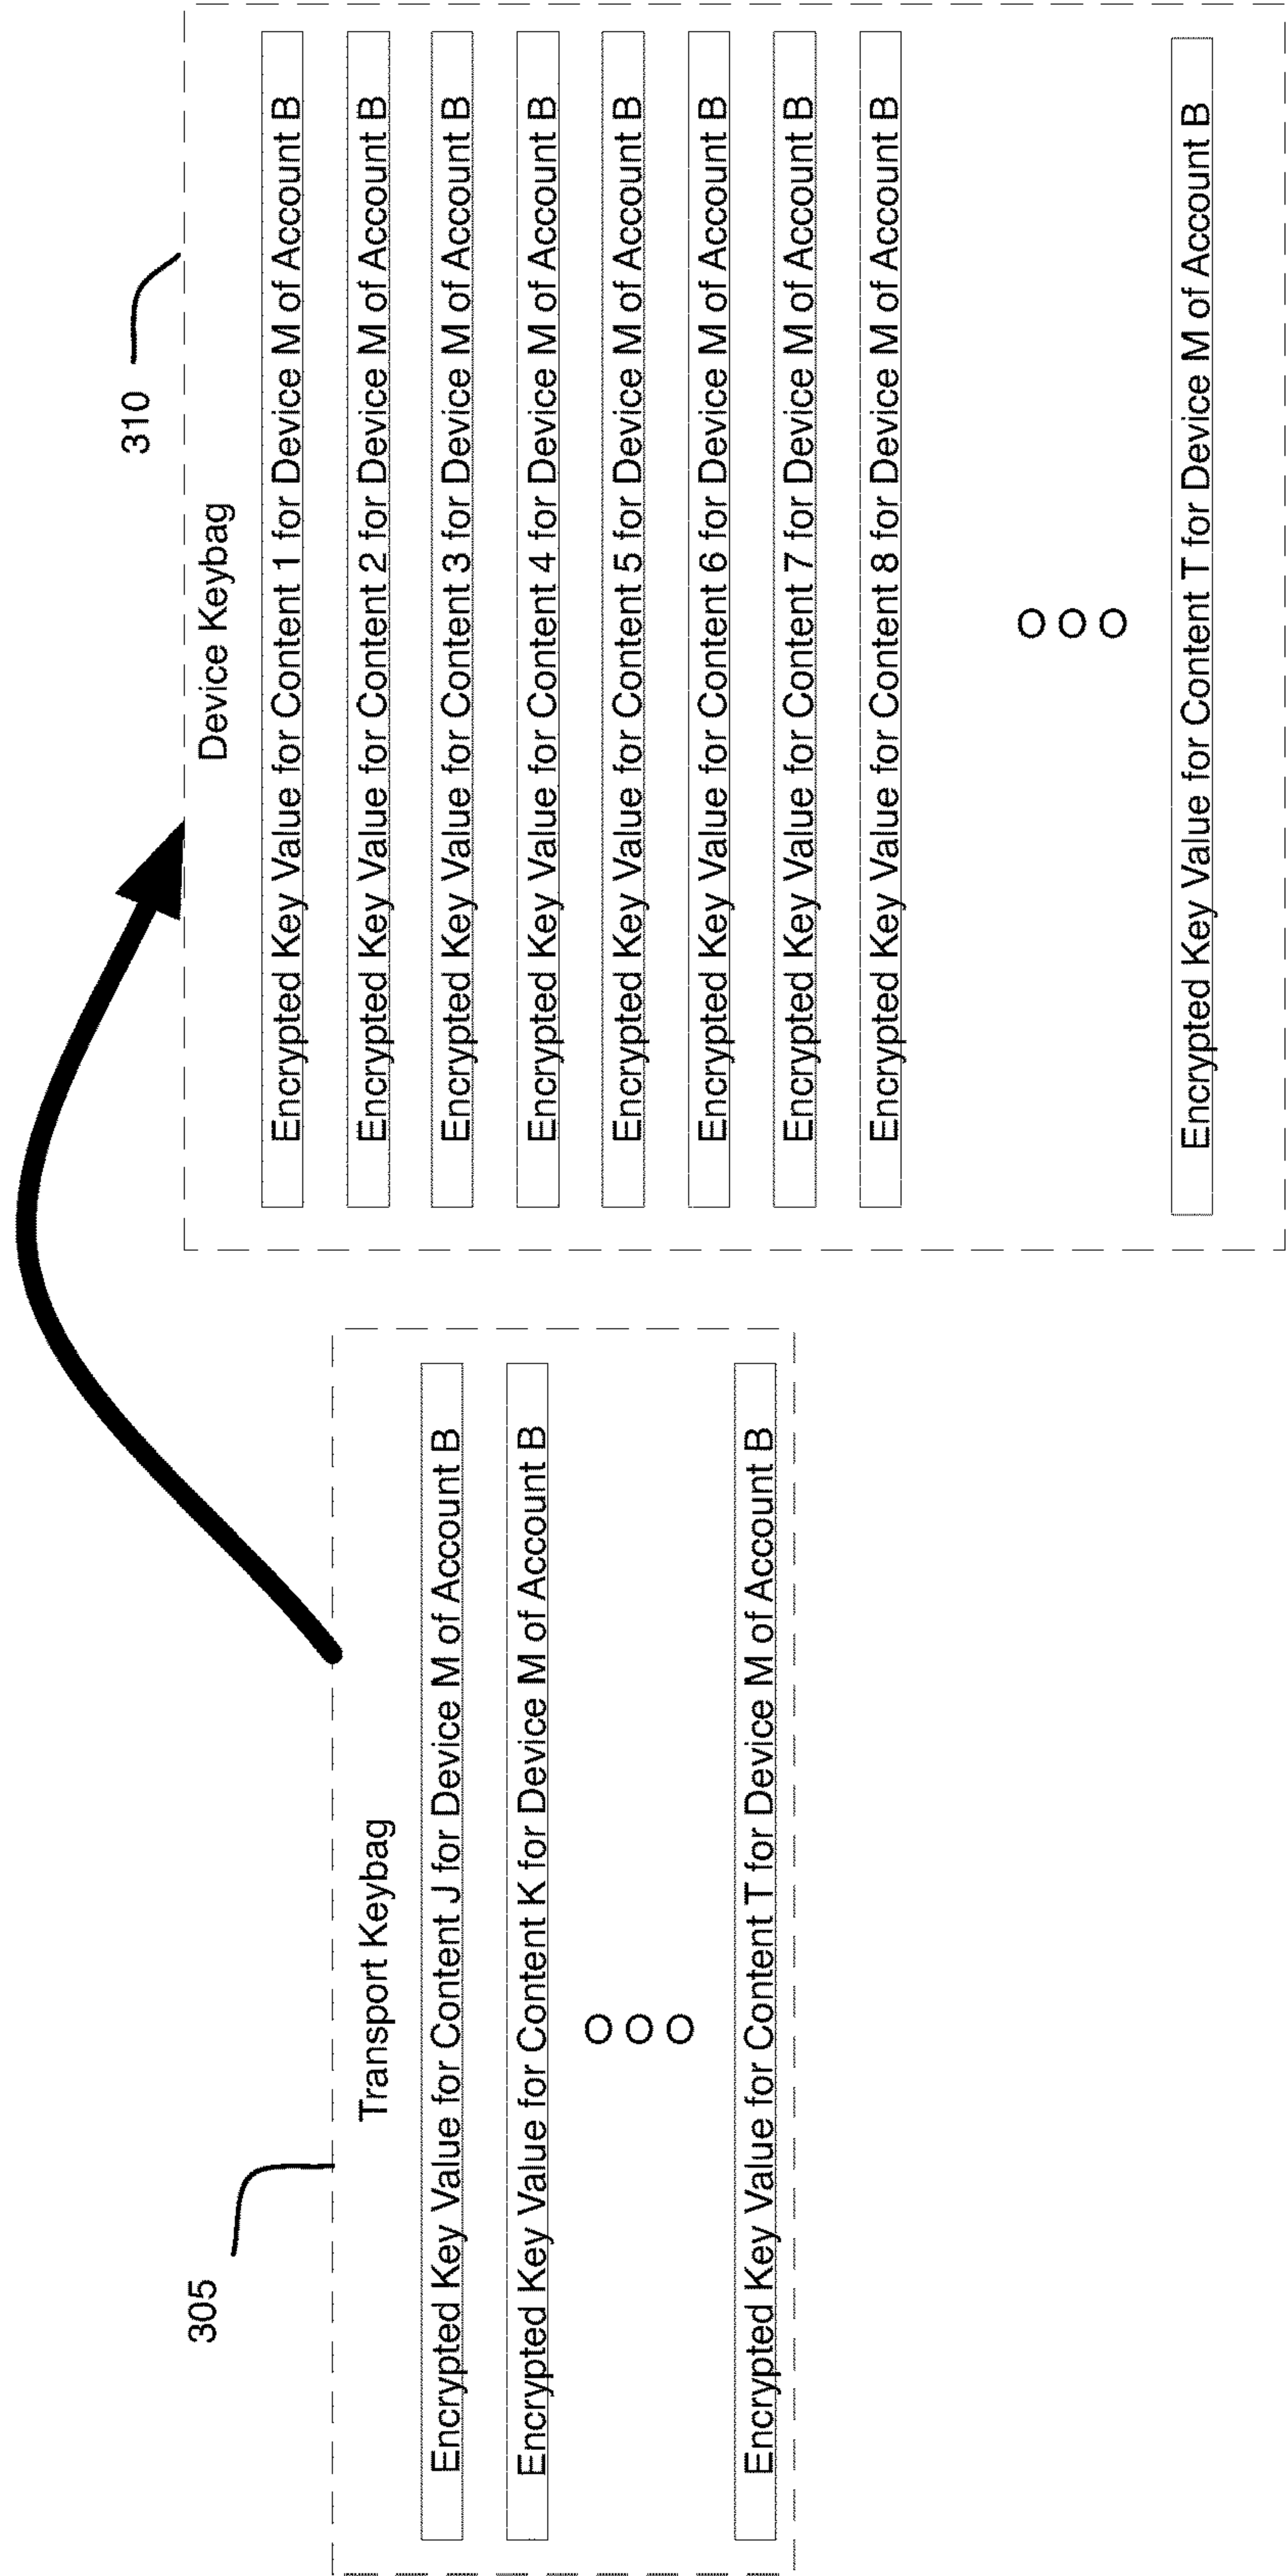 305
Transport Keybag
Encrypted Key Value for Content J for Device M of Account B
Encrypted Key Value for Content K for Device M of Account B
Encrypted Key Value for Content T for Device M of Account B
310
Device Keybag
Encrypted Key Value for Content 1 for Device M of Account B
Encrypted Key Value for Content 2 for Device M of Account B
Encrypted Key Value for Content 3 for Device M of Account B
Encrypted Key Value for Content 4 for Device M of Account B
Encrypted Key Value for Content 5 for Device M of Account B
Encrypted Key Value for Content 6 for Device M of Account B
Encrypted Key Value for Content 7 for Device M of Account B
Encrypted Key Value for Content 8 for Device M of Account B
Encrypted Key Value for Content T for Device M of Account B